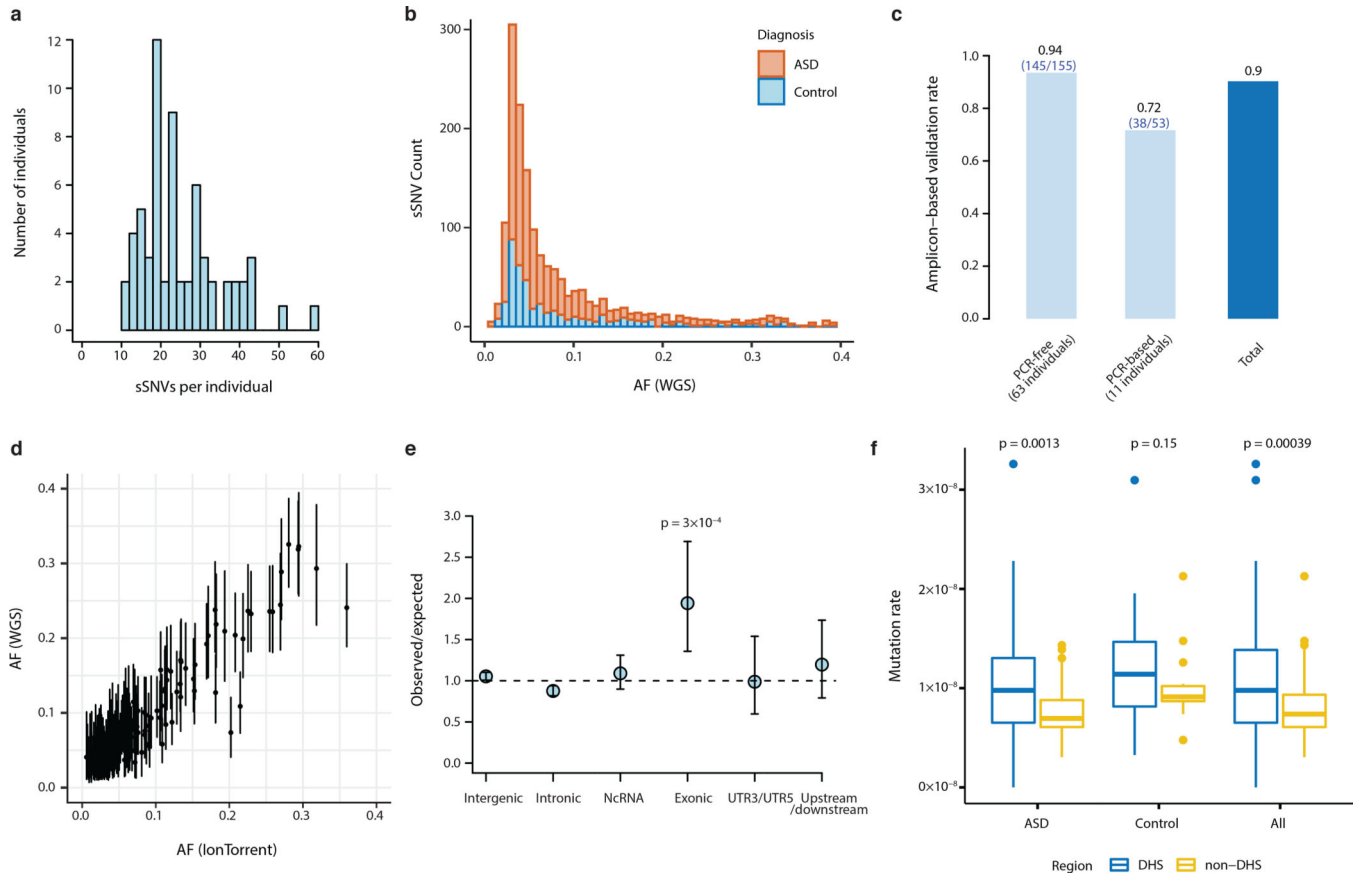 a
12
10
8
6
4
2
0
Number of individuals
0 10 20 30 40 50 60
sSNVs per individual
b
300
200
100
0
sSNV Count
Diagnosis
ASD
Control
0.0 0.1 0.2 0.3 0.4
AF (WGS)
c
1.0
0.8
0.6
0.4
0.2
0.0
Amplicon−based validation rate
0.94
(145/155)
0.72
(38/53)
0.9
PCR-free
(63 individuals)
PCR-based
(11 individuals)
Total
d
0.4
0.3
0.2
0.1
0.0
AF
(WGS)
0.0 0.1 0.2 0.3 0.4
AF (IonTorrent)
e
3.0
2.5
2.0
1.5
1.0
0.5
0.0
Observed/expected
p = 3×10⁻⁴
Intergenic Intronic NcRNA Exonic UTR3/UTR5 Upstream
/downstream
f
p = 0.0013 p = 0.15 p = 0.00039
3×10⁻⁸
2×10⁻⁸
1×10⁻⁸
0×10⁻⁸
Mutation rate
ASD Control All
Region DHS non−DHS